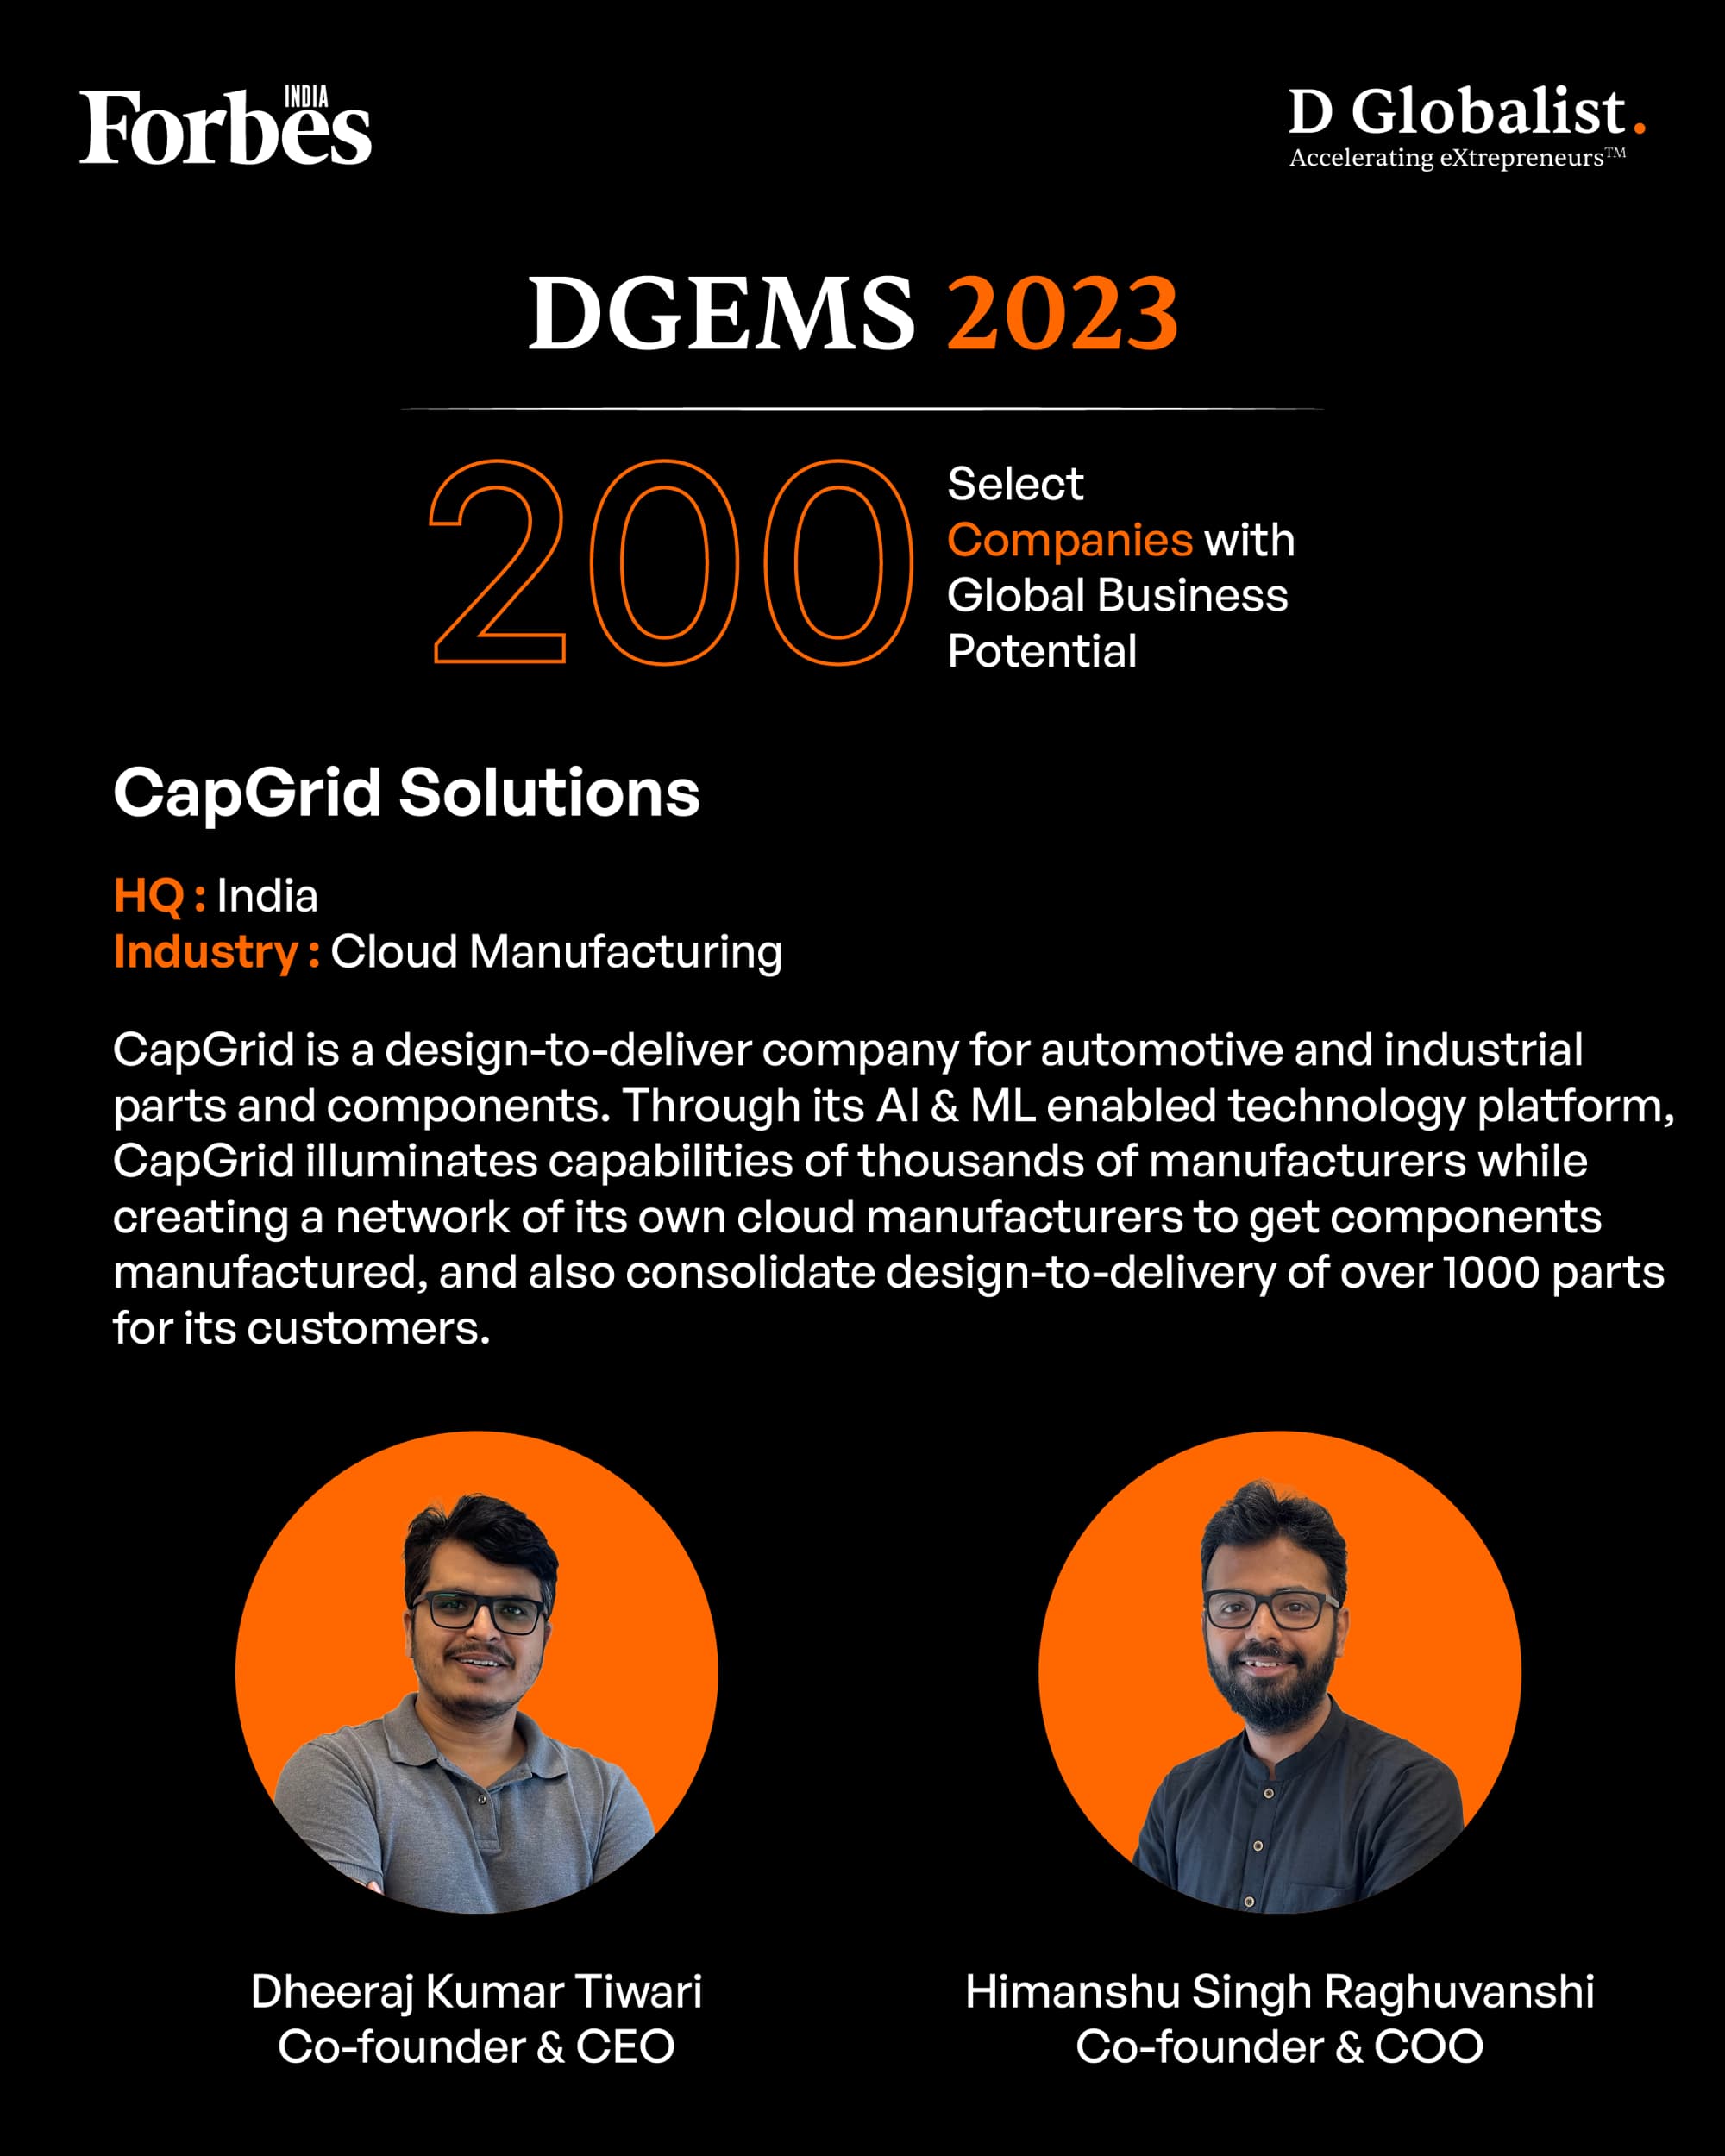 Forbes INDIA
D Globalist.
Accelerating eXtrepreneurs™
DGEMS 2023
200
Select
Companies with
Global Business
Potential
CapGrid Solutions
HQ : India
Industry : Cloud Manufacturing
CapGrid is a design-to-deliver company for automotive and industrial
parts and components. Through its AI & ML enabled technology platform,
CapGrid illuminates capabilities of thousands of manufacturers while
creating a network of its own cloud manufacturers to get components
manufactured, and also consolidate design-to-delivery of over 1000 parts
for its customers.
Dheeraj Kumar Tiwari
Co-founder & CEO
Himanshu Singh Raghuvanshi
Co-founder & COO